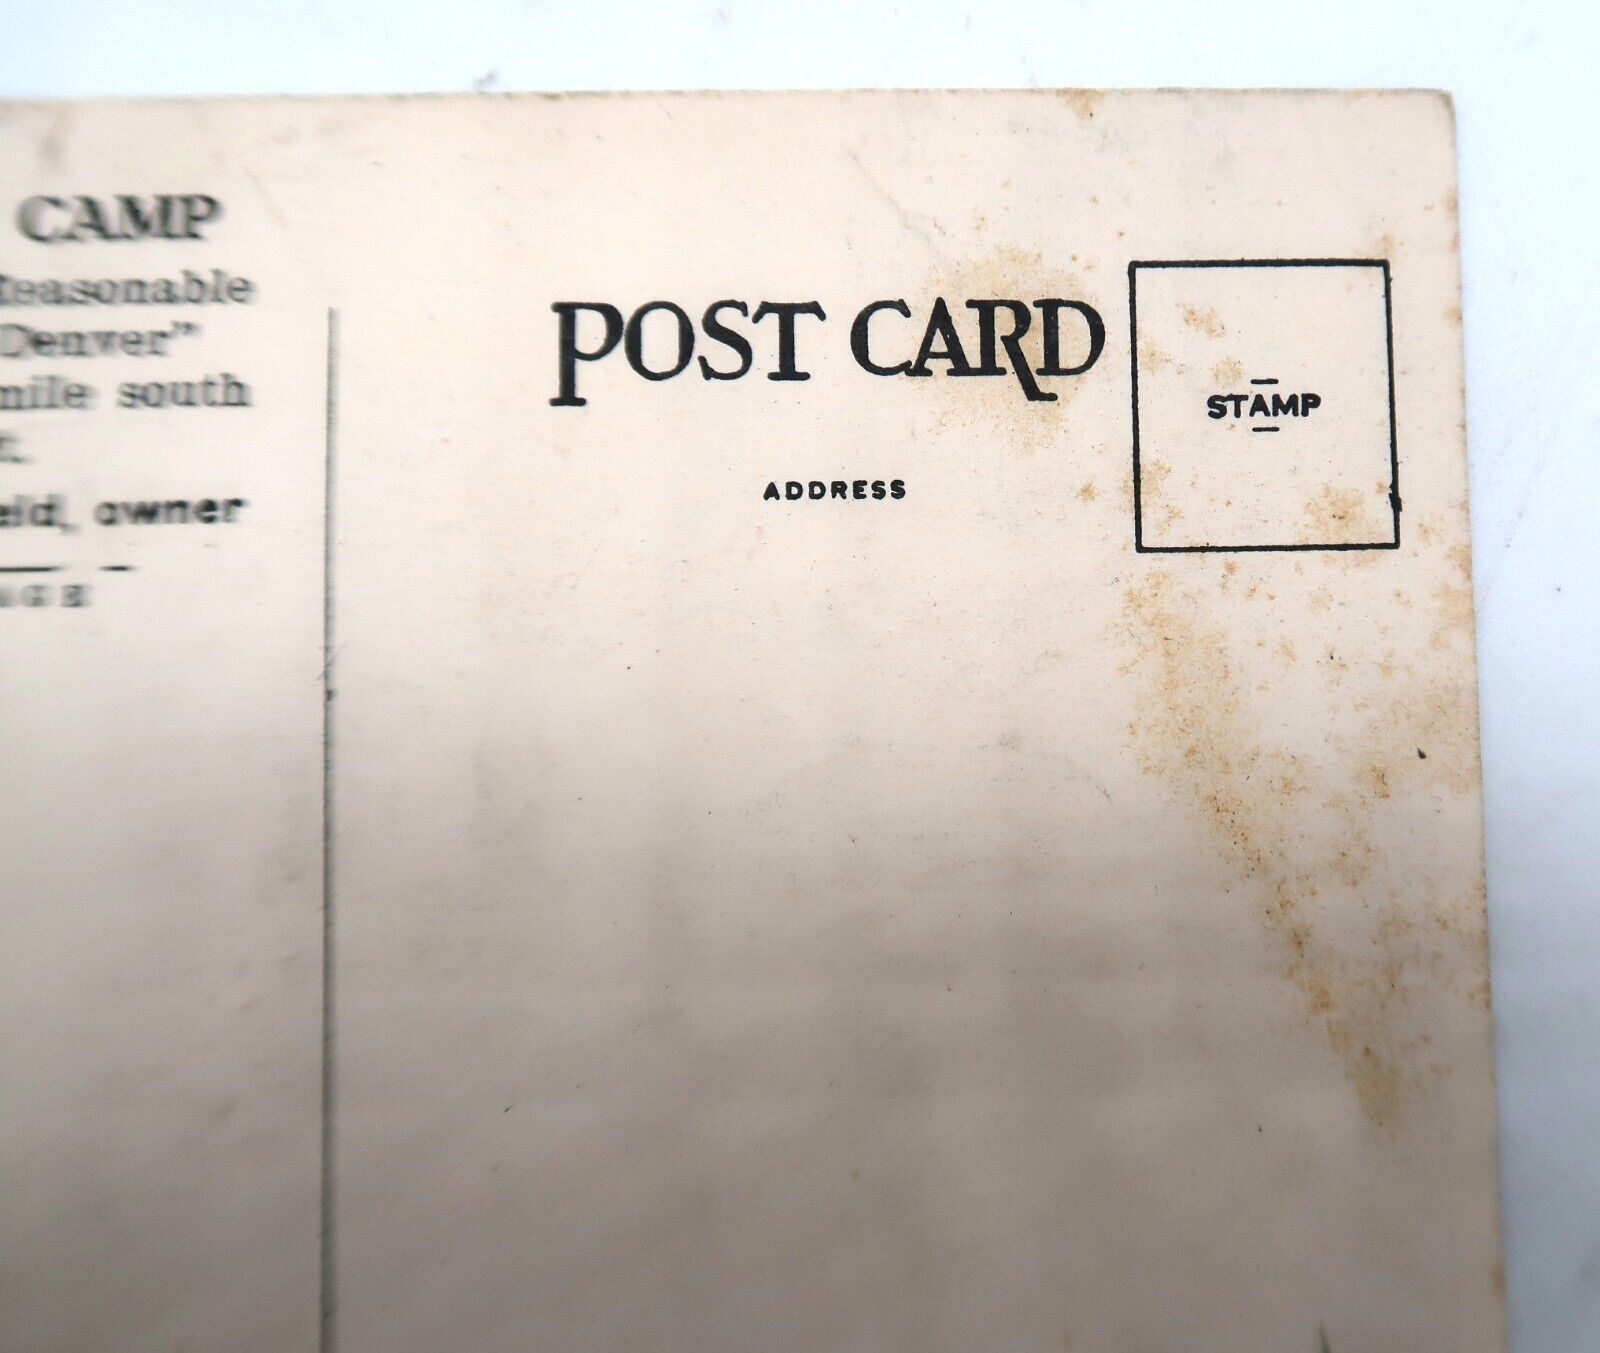 CAMP
Reasonable
Denver"
mile south
owner
POST CARD
ADDRESS
STAMP